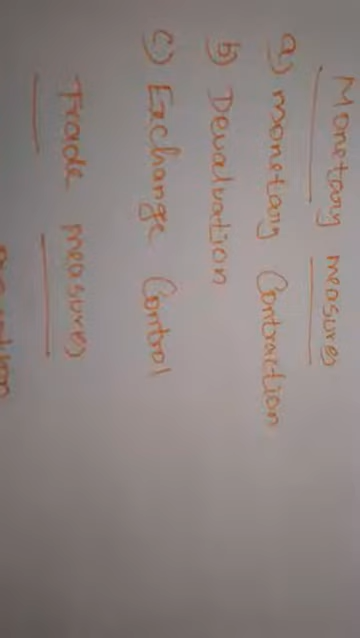 Monetary measures
a) monetary Contraction
b) Devaluation
c) Exchange Control
Trade measures